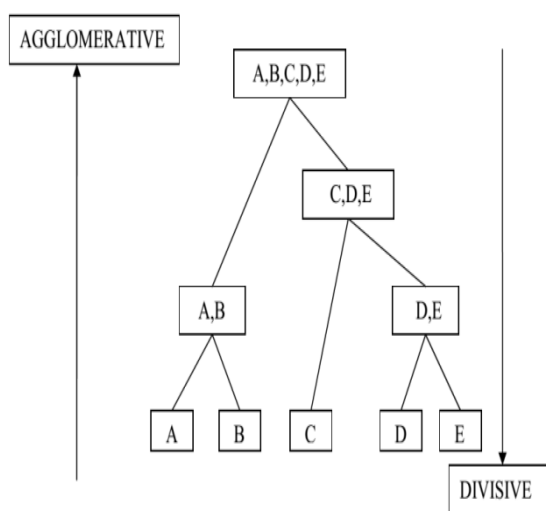 AGGLOMERATIVE
A,B,C,D,E
C,D,E
A,B
D,E
A
B
C
D
E
DIVISIVE